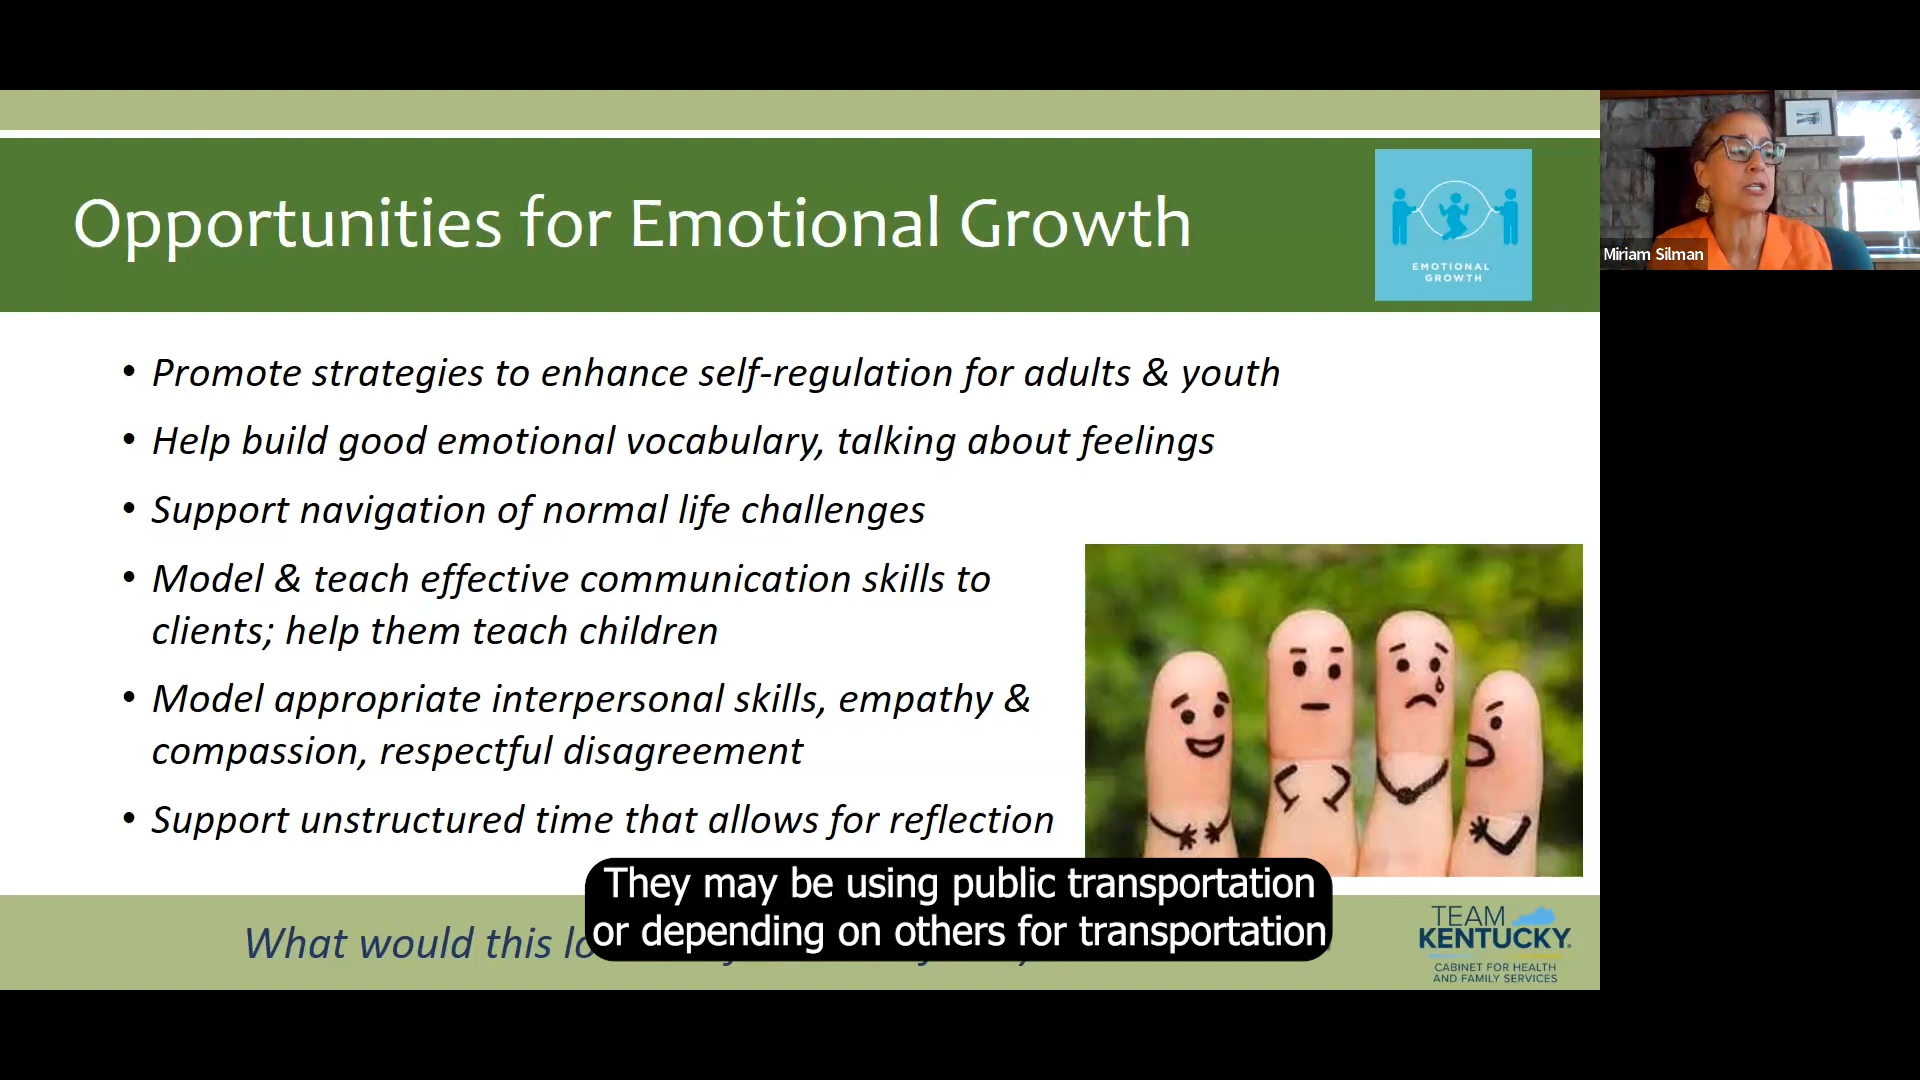 Opportunities for Emotional Growth
EMOTIONAL
GROWTH
Miriam Silman
• Promote strategies to enhance self-regulation for adults & youth
• Help build good emotional vocabulary, talking about feelings
• Support navigation of normal life challenges
• Model & teach effective communication skills to
clients; help them teach children
• Model appropriate interpersonal skills, empathy &
compassion, respectful disagreement
• Support unstructured time that allows for reflection
They may be using public transportation
or depending on others for transportation
What would this
TEAM
KENTUCKY
CABINET FOR HEALTH
AND FAMILY SERVICES